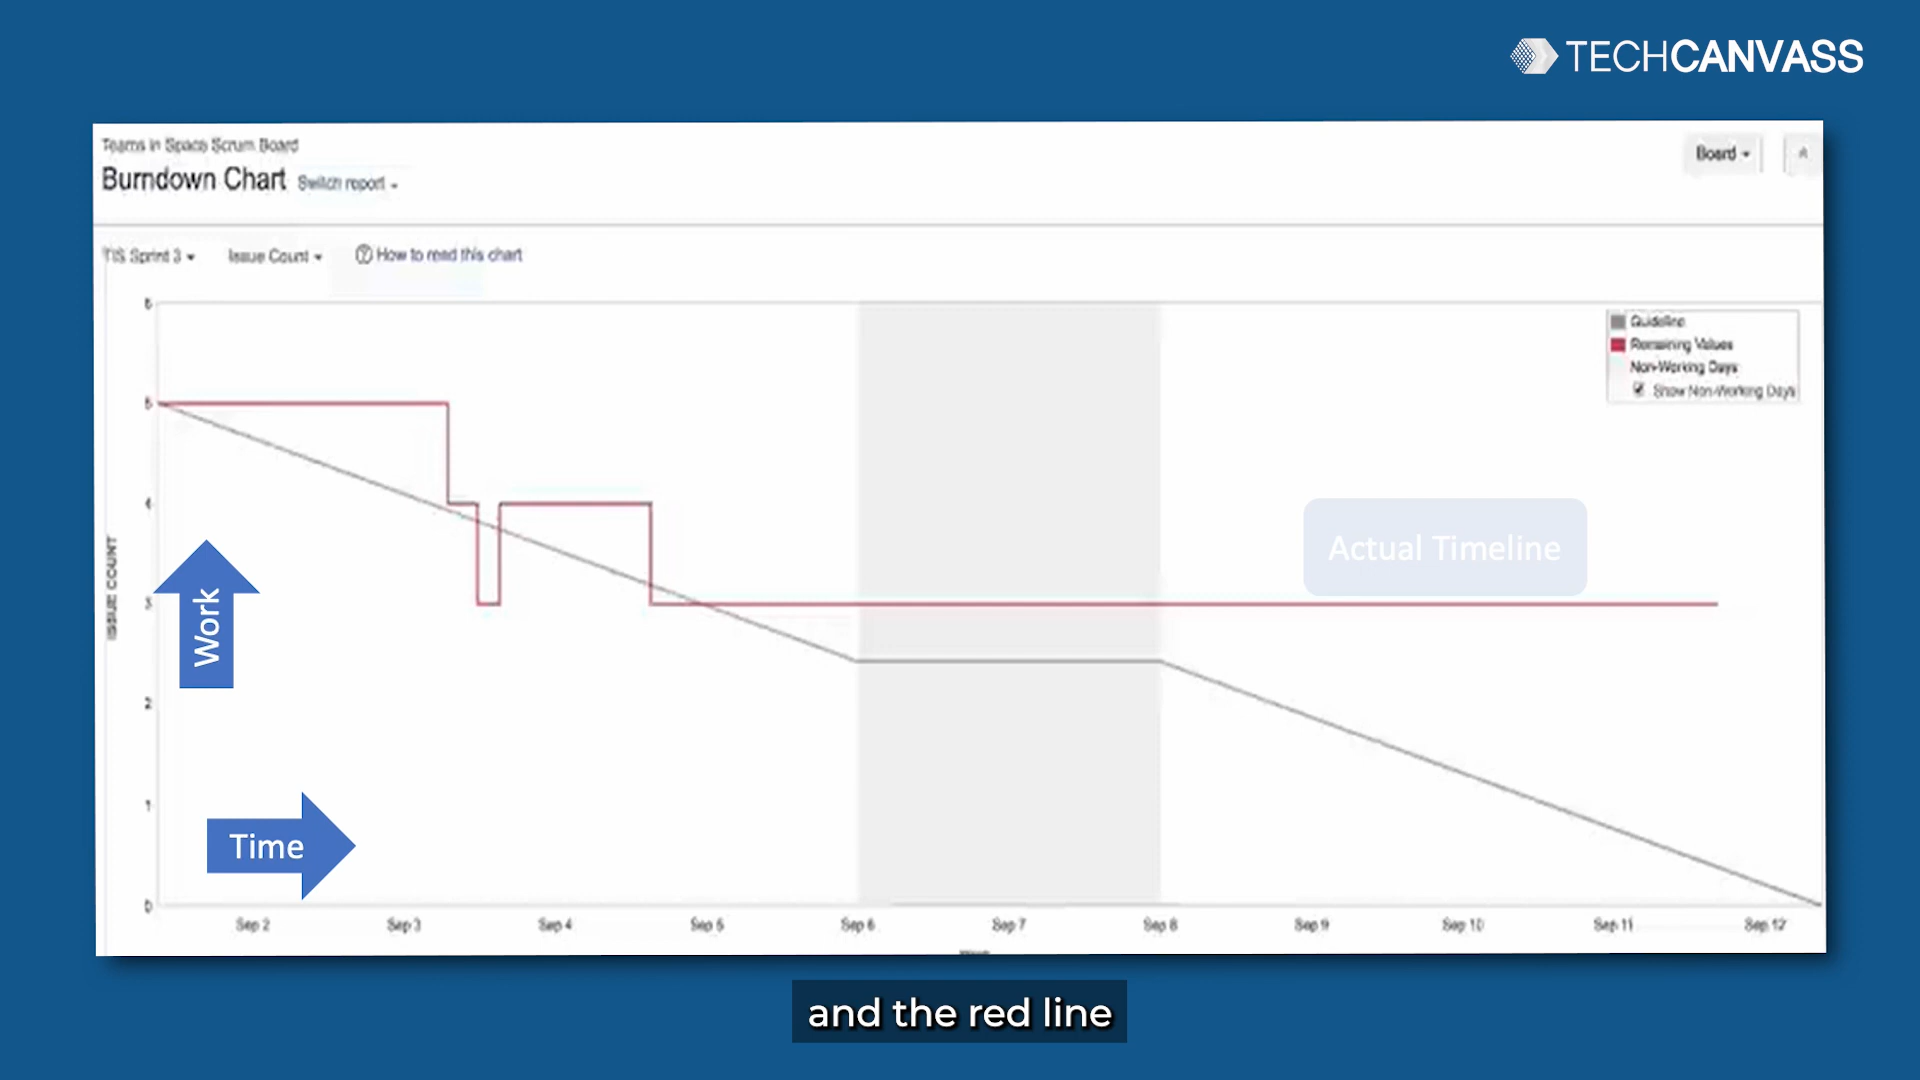 TECHCANVASS
Teams in Space Scrum Board
Burndown Chart Switch report
Board
TIS Sprint 3 Issue Count ? How to read this chart
6
Guideline
Remaining Values
Non-Working Days
Show Non-Working Days
5
4
Actual Timeline
ISSUE COUNT
3
Work
2
1
Time
0
Sep 2 Sep 3 Sep 4 Sep 5 Sep 6 Sep 7 Sep 8 Sep 9 Sep 10 Sep 11 Sep 12
and the red line